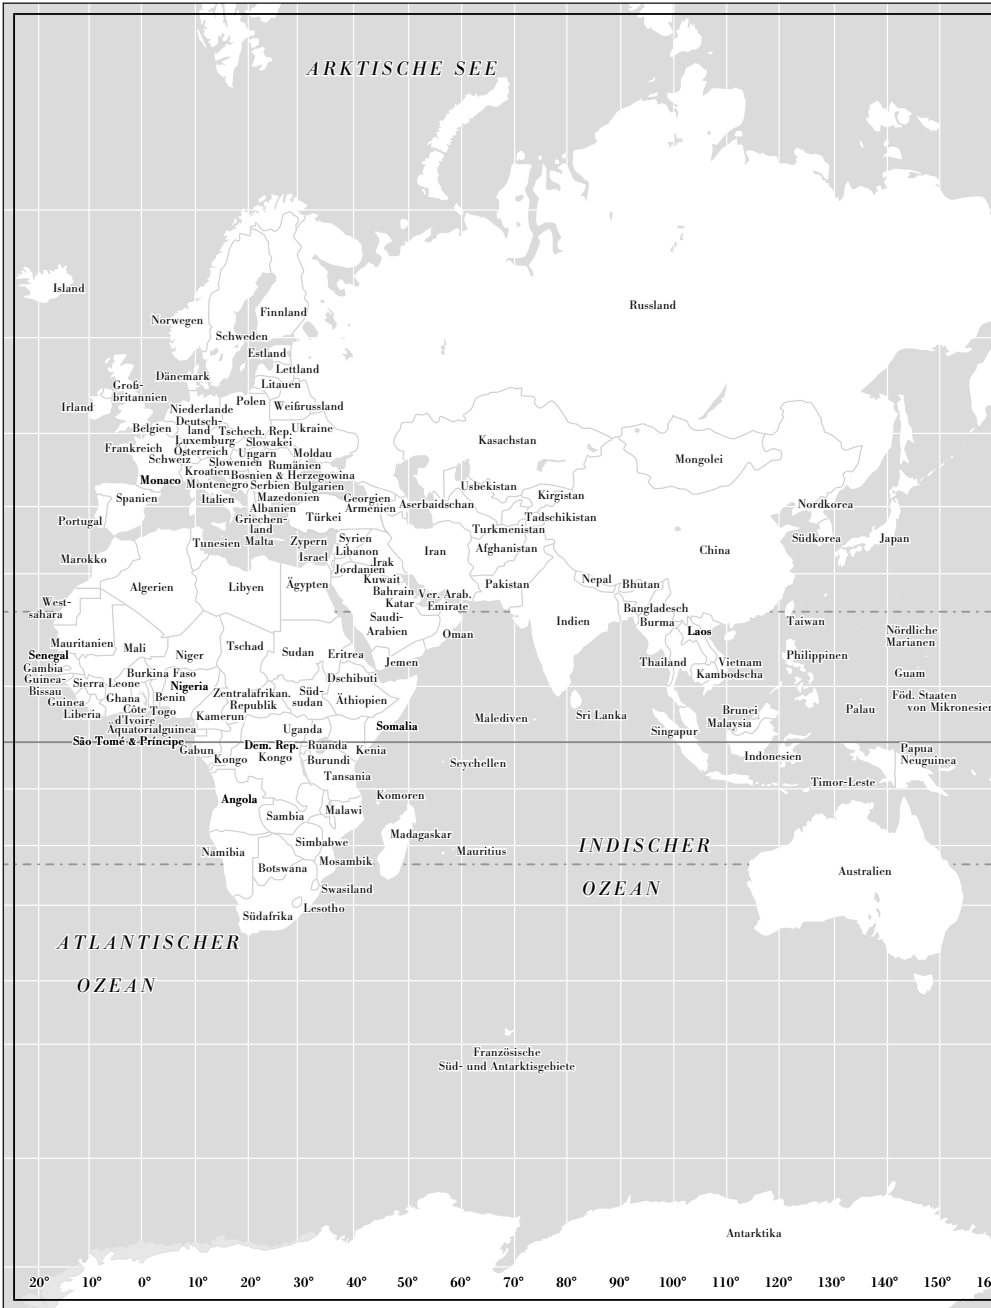 ARKTISCHE SEE
Island
Russland
Finnland
Norwegen
Schweden
Estland
Lettland
Dänemark
Litauen
Groß-
britannien
Irland
Polen
Weißrussland
Niederlande
Deutsch-
land
Belgien
Tschech. Rep.
Ukraine
Luxemburg
Slowakei
Frankreich
Österreich
Ungarn
Moldau
Schweiz
Slowenien
Rumänien
Kroatien
Bosnien & Herzegowina
Monaco
Montenegro
Serbien
Bulgarien
Spanien
Italien
Mazedonien
Albanien
Georgien
Armenien
Aserbaidschan
Portugal
Griechen-
land
Türkei
Kasachstan
Mongolei
Usbekistan
Kirgistan
Tadschikistan
Turkmenistan
Nordkorea
Südkorea
Japan
China
Tunesien
Malta
Zypern
Syrien
Libanon
Israel
Irak
Jordanien
Iran
Afghanistan
Marokko
Algerien
Libyen
Ägypten
Kuwait
Bahrain
Katar
Ver. Arab.
Emirate
Pakistan
Nepal
Bhutan
West-
sahara
Saudi-
Arabien
Oman
Indien
Bangladesch
Burma
Laos
Taiwan
Nördliche
Marianen
Mauritanien
Mali
Niger
Tschad
Sudan
Eritrea
Jemen
Senegal
Gambia
Guinea-
Bissau
Guinea
Sierra Leone
Burkina Faso
Nigeria
Dschibuti
Thailand
Vietnam
Kambodscha
Philippinen
Guam
Liberia
Ghana
Benin
Côte
d'Ivoire
Togo
Zentralafrikan.
Republik
Süd-
sudan
Äthiopien
Kamerun
Äquatorialguinea
Uganda
Somalia
Malediven
Sri Lanka
Singapur
Brunei
Malaysia
Palau
Föd. Staaten
von Mikronesien
São Tomé & Príncipe
Gabun
Kongo
Dem. Rep.
Kongo
Ruanda
Burundi
Kenia
Tansania
Seychellen
Indonesien
Papua
Neuguinea
Timor-Leste
Angola
Sambia
Malawi
Komoren
Madagaskar
Mauritius
Namibia
Simbabwe
Mosambik
Botswana
Swasiland
Lesotho
Südafrika
INDISCHER
OZEAN
Australien
ATLANTISCHER
OZEAN
Französische
Süd- und Antarktisgebiete
Antarktika
20° 10° 0° 10° 20° 30° 40° 50° 60° 70° 80° 90° 100° 110° 120° 130° 140° 150° 16